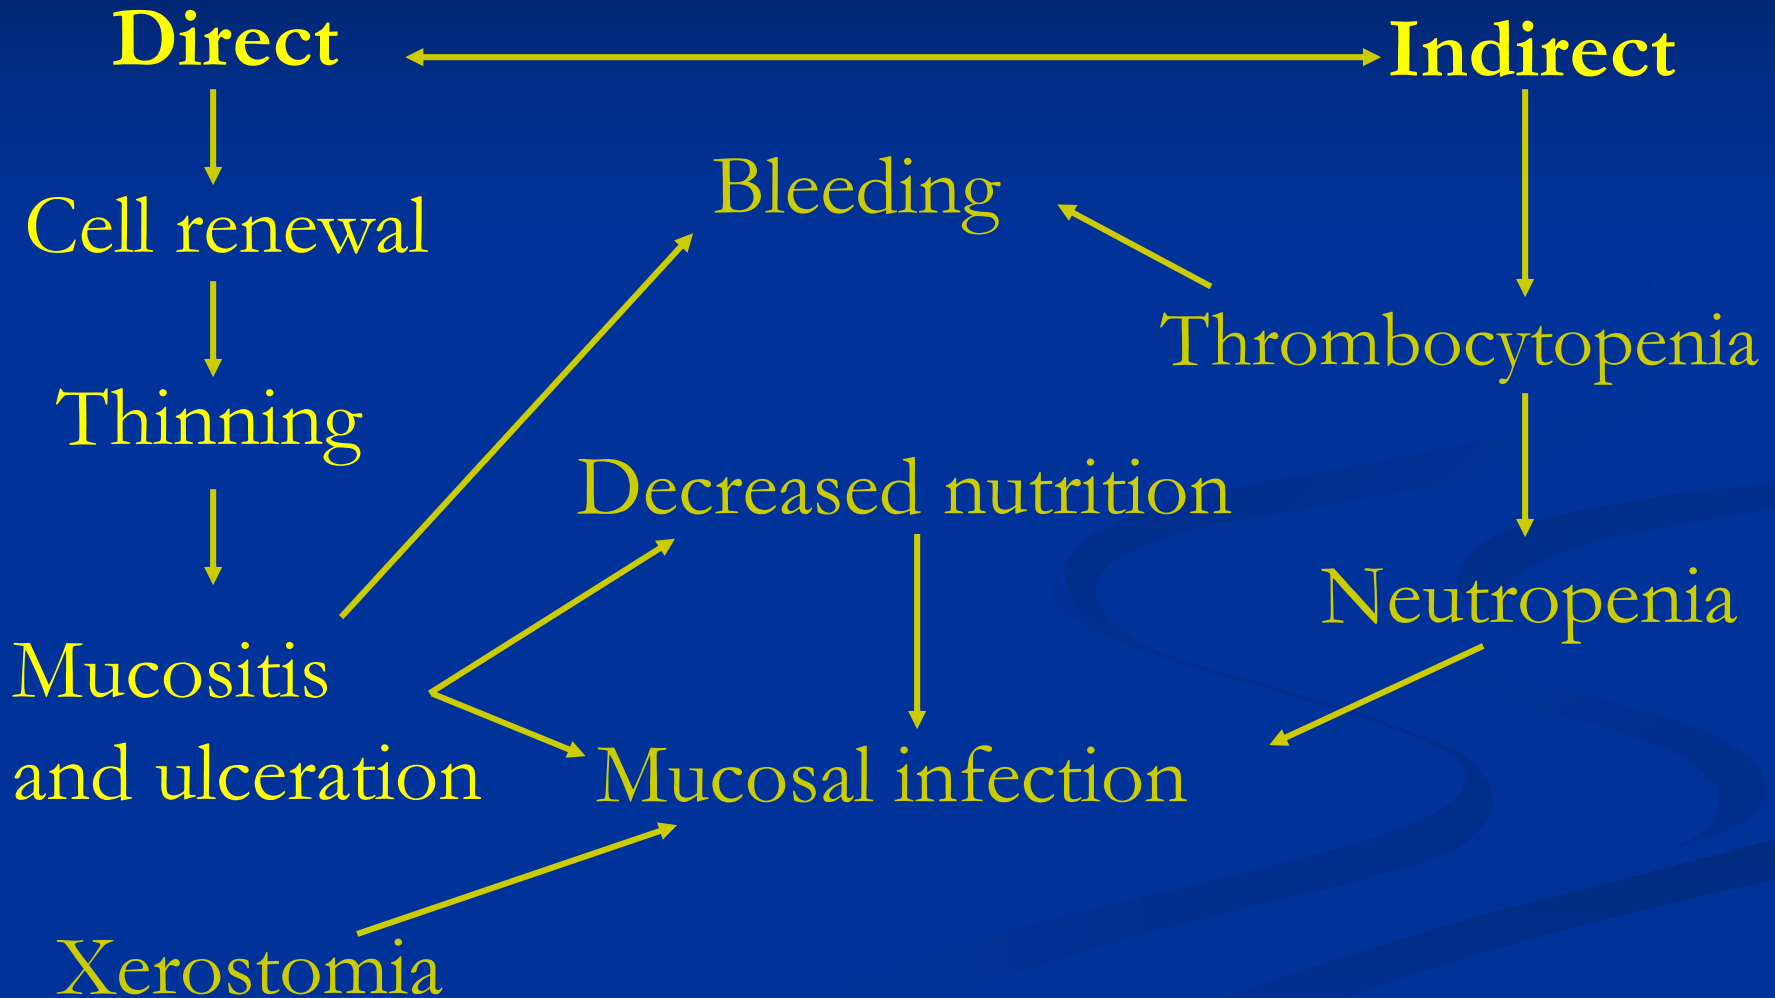 Direct
Indirect
Bleeding
Cell renewal
Thrombocytopenia
Thinning
Decreased nutrition
Neutropenia
Mucositis
and ulceration
Mucosal infection
Xerostomia